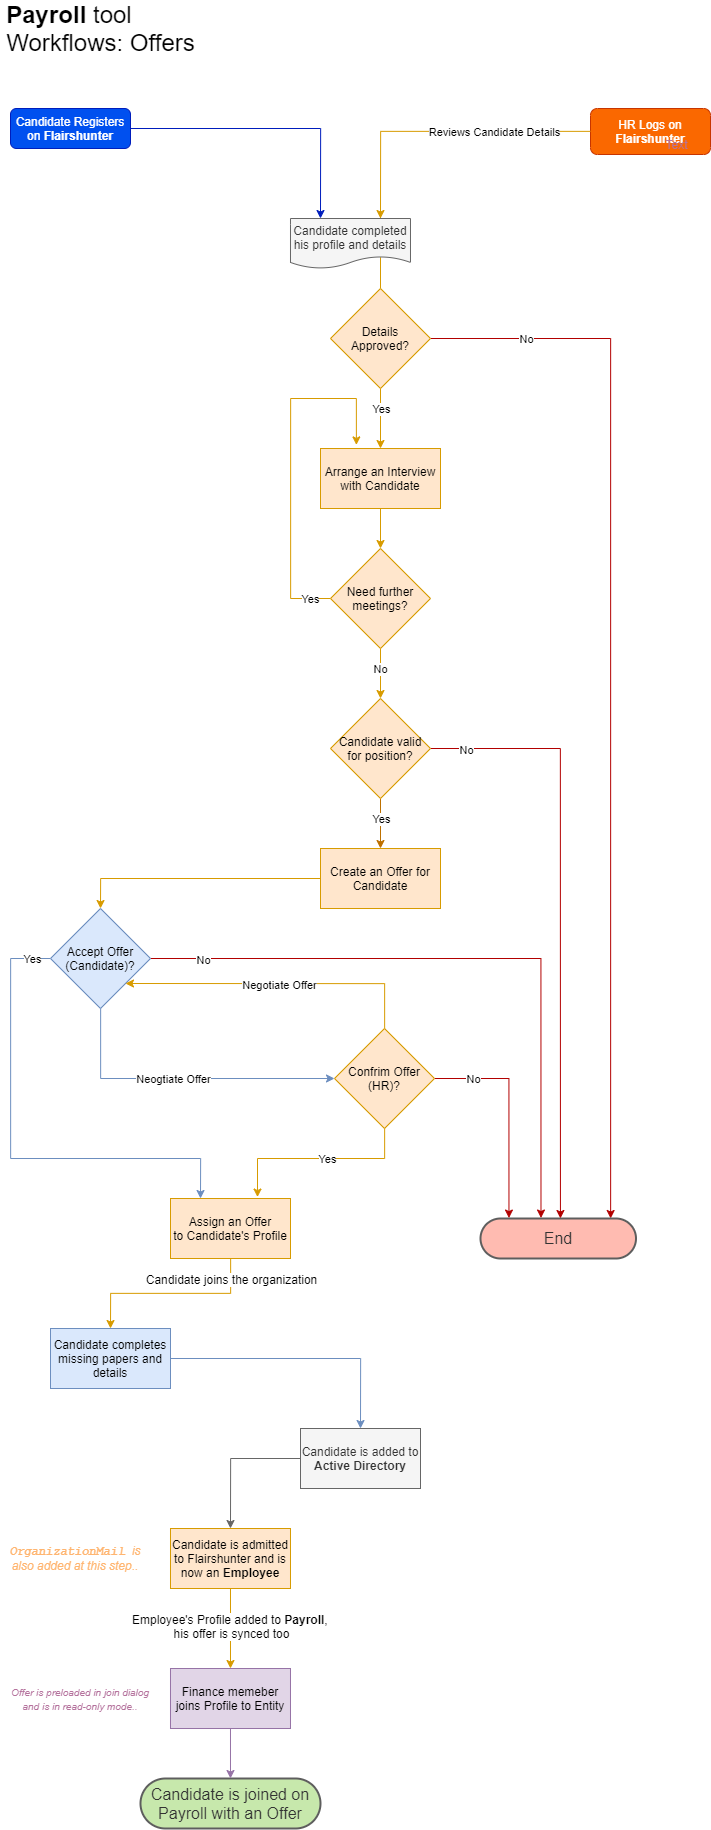 Payroll tool
Workflows: Offers
Candidate Registers
on Flairshunter
Reviews Candidate Details
HR Logs on
Flairshunter
Candidate completed
his profile and details
Details
Approved?
No
Yes
Arrange an Interview
with Candidate
Need further
meetings?
Yes
No
Candidate valid
for position?
No
Yes
Create an Offer for
Candidate
Accept Offer
(Candidate)?
Yes
No
Negotiate Offer
Neogtiate Offer
Confrim Offer
(HR)?
No
Yes
Assign an Offer
to Candidate's Profile
End
Candidate joins the organization
Candidate completes
missing papers and
details
Candidate is added to
Active Directory
OrganizationMail is
also added at this step..
Candidate is admitted
to Flairshunter and is
now an Employee
Employee's Profile added to Payroll,
his offer is synced too
Offer is preloaded in join dialog
and is in read-only mode..
Finance memeber
joins Profile to Entity
Candidate is joined on
Payroll with an Offer